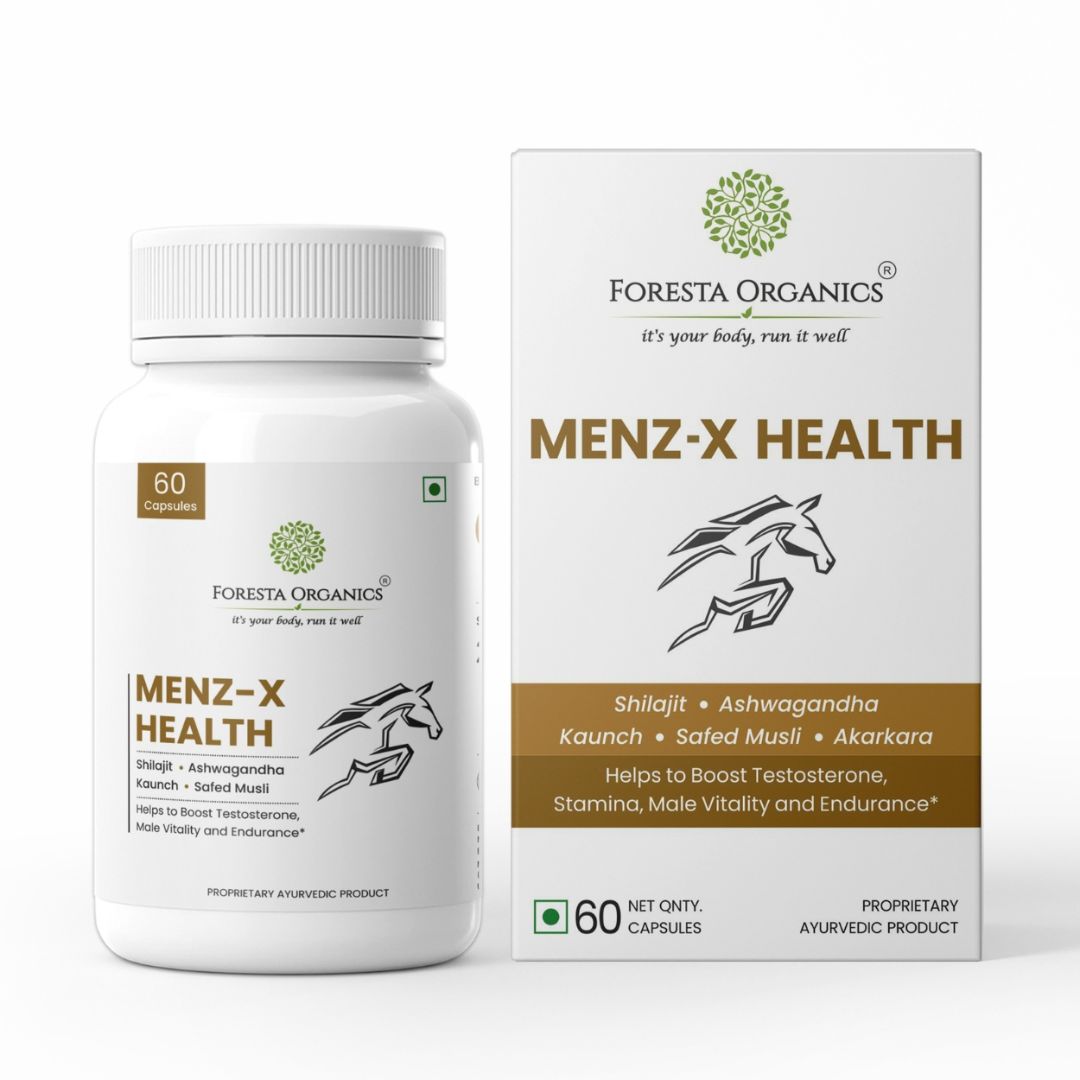 60
Capsules
FORESTA ORGANICS®
it's your body, run it well
MENZ-X
HEALTH
Shilajit • Ashwagandha
Kaunch • Safed Musli
Helps to Boost Testosterone,
Male Vitality and Endurance*
PROPRIETARY AYURVEDIC PRODUCT
FORESTA ORGANICS®
it's your body, run it well
MENZ-X HEALTH
Shilajit • Ashwagandha
Kaunch • Safed Musli • Akarkara
Helps to Boost Testosterone,
Stamina, Male Vitality and Endurance*
60 NET QNTY.
CAPSULES
PROPRIETARY
AYURVEDIC PRODUCT